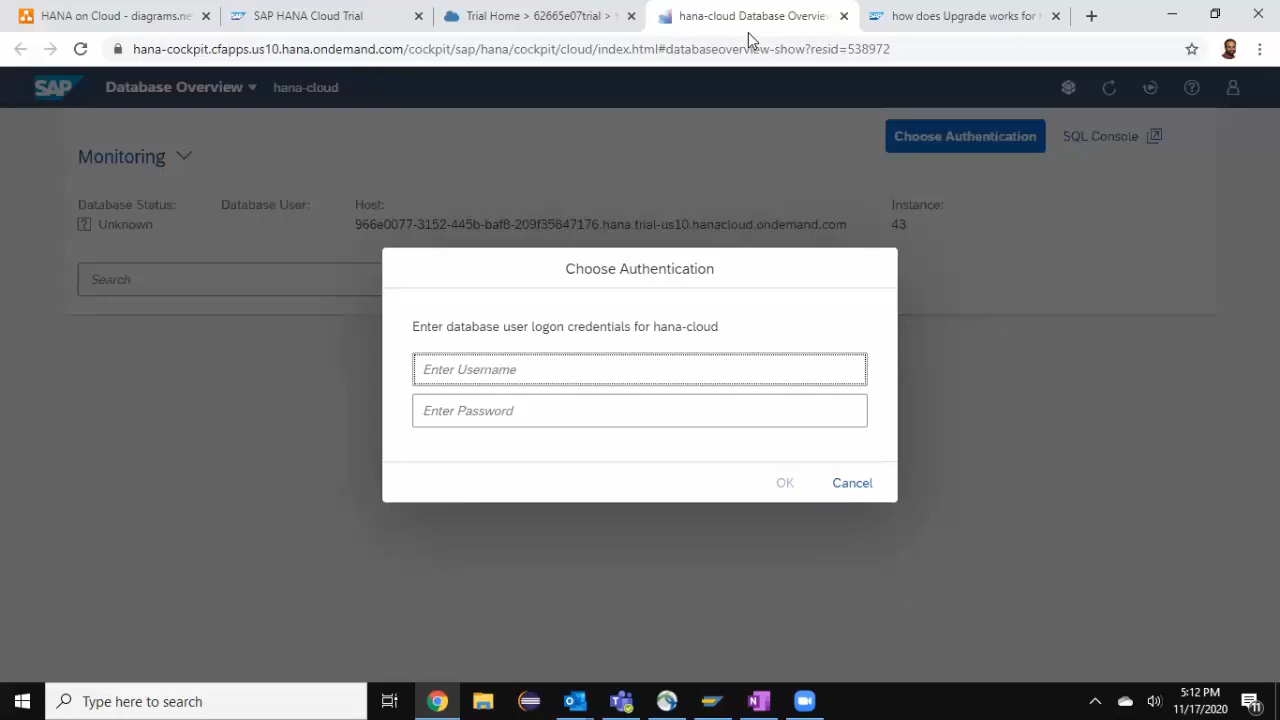 HANA on Cloud - diagrams.ne
SAP HANA Cloud Trial
Trial Home > 62665e07trial >
hana-cloud Database Overvie
how does Upgrade works for
hana-cockpit.cfapps.us10.hana.ondemand.com/cockpit/sap/hana/cockpit/cloud/index.html#databaseoverview-show?resid=538972
SAP Database Overview hana-cloud
Monitoring
Choose Authentication
SQL Console
Database Status:
Unknown
Database User:
Host:
966e0077-3152-445b-baf8-209f35847176.hana.trial-us10.hanacloud.ondemand.com
Instance:
43
Search
Choose Authentication
Enter database user logon credentials for hana-cloud
Enter Username
Enter Password
OK
Cancel
Type here to search
5:12 PM
11/17/2020